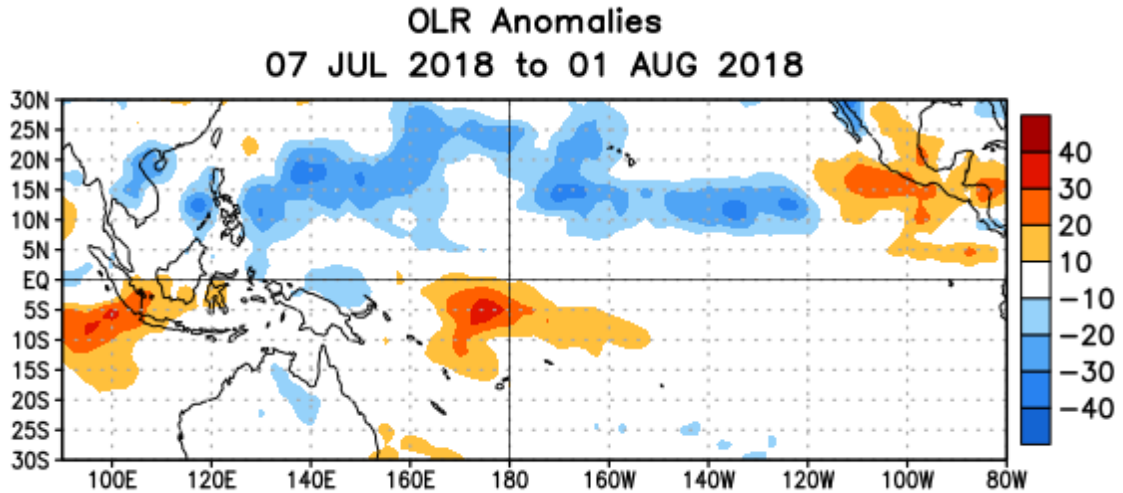 OLR Anomalies
07 JUL 2018 to 01 AUG 2018
30N
25N
20N
15N
10N
5N
EQ
5S
10S
15S
20S
25S
30S
100E 120E 140E 160E 180 160W 140W 120W 100W 80W
40
30
20
10
−10
−20
−30
−40